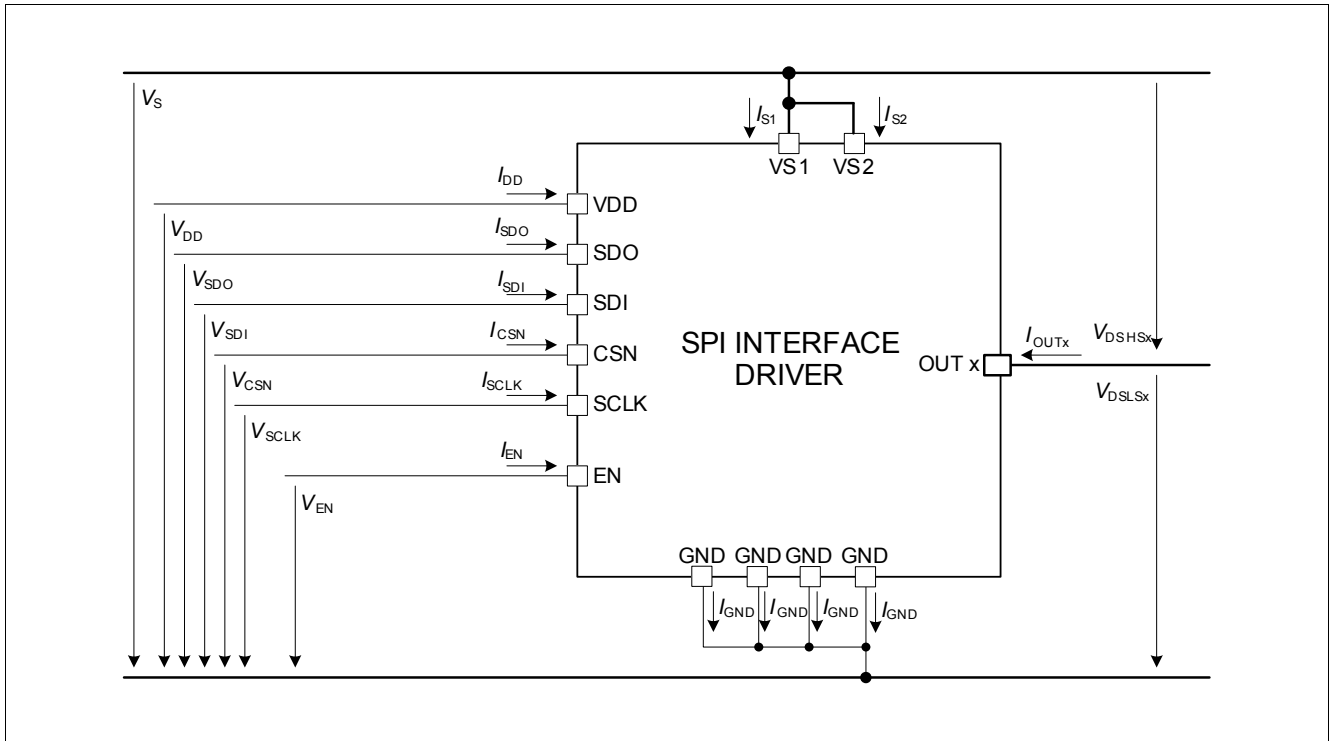 VS
IS1
IS2
VS1
VS2
IDD
VDD
VDD
ISDO
SDO
VSDO
ISDI
SDI
VSDI
ICSN
CSN
VCSN
ISCLK
SCLK
VSCLK
IEN
EN
VEN
SPI INTERFACE
DRIVER
OUT x
IOUTx
VDSHSx
VDSLSx
GND GND GND GND
IGND IGND IGND IGND